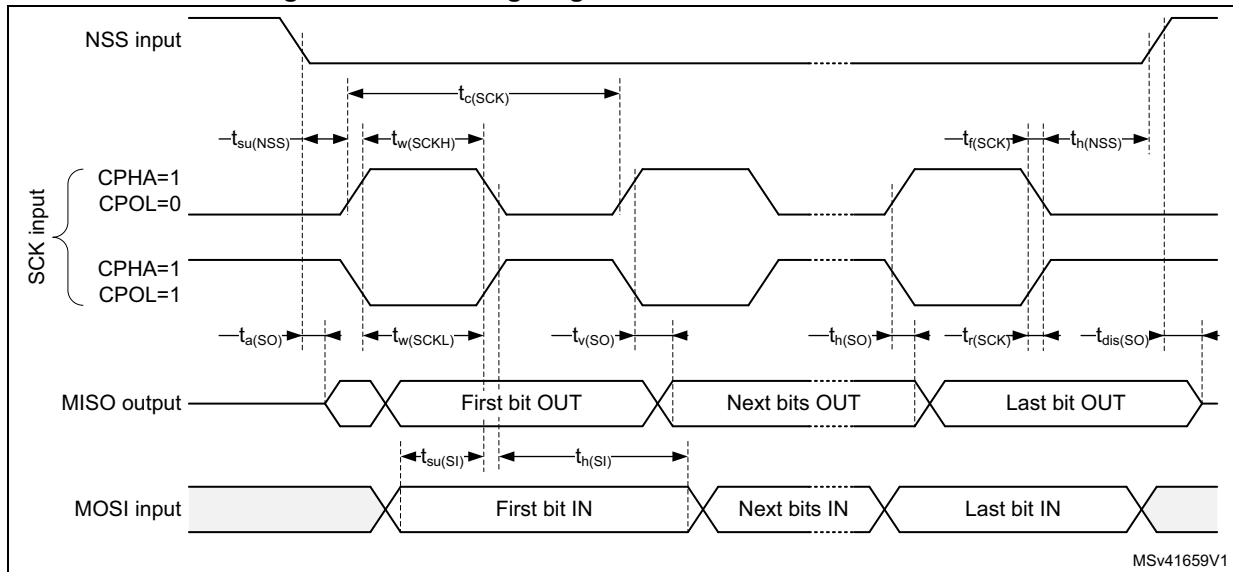 NSS input
tc(SCK)
tsu(NSS)
tw(SCKH)
tf(SCK)
th(NSS)
SCK input
CPHA=1
CPOL=0
CPHA=1
CPOL=1
ta(SO)
tw(SCKL)
tv(SO)
th(SO)
tr(SCK)
tdis(SO)
MISO output
First bit OUT
Next bits OUT
Last bit OUT
tsu(SI)
th(SI)
MOSI input
First bit IN
Next bits IN
Last bit IN
MSv41659V1